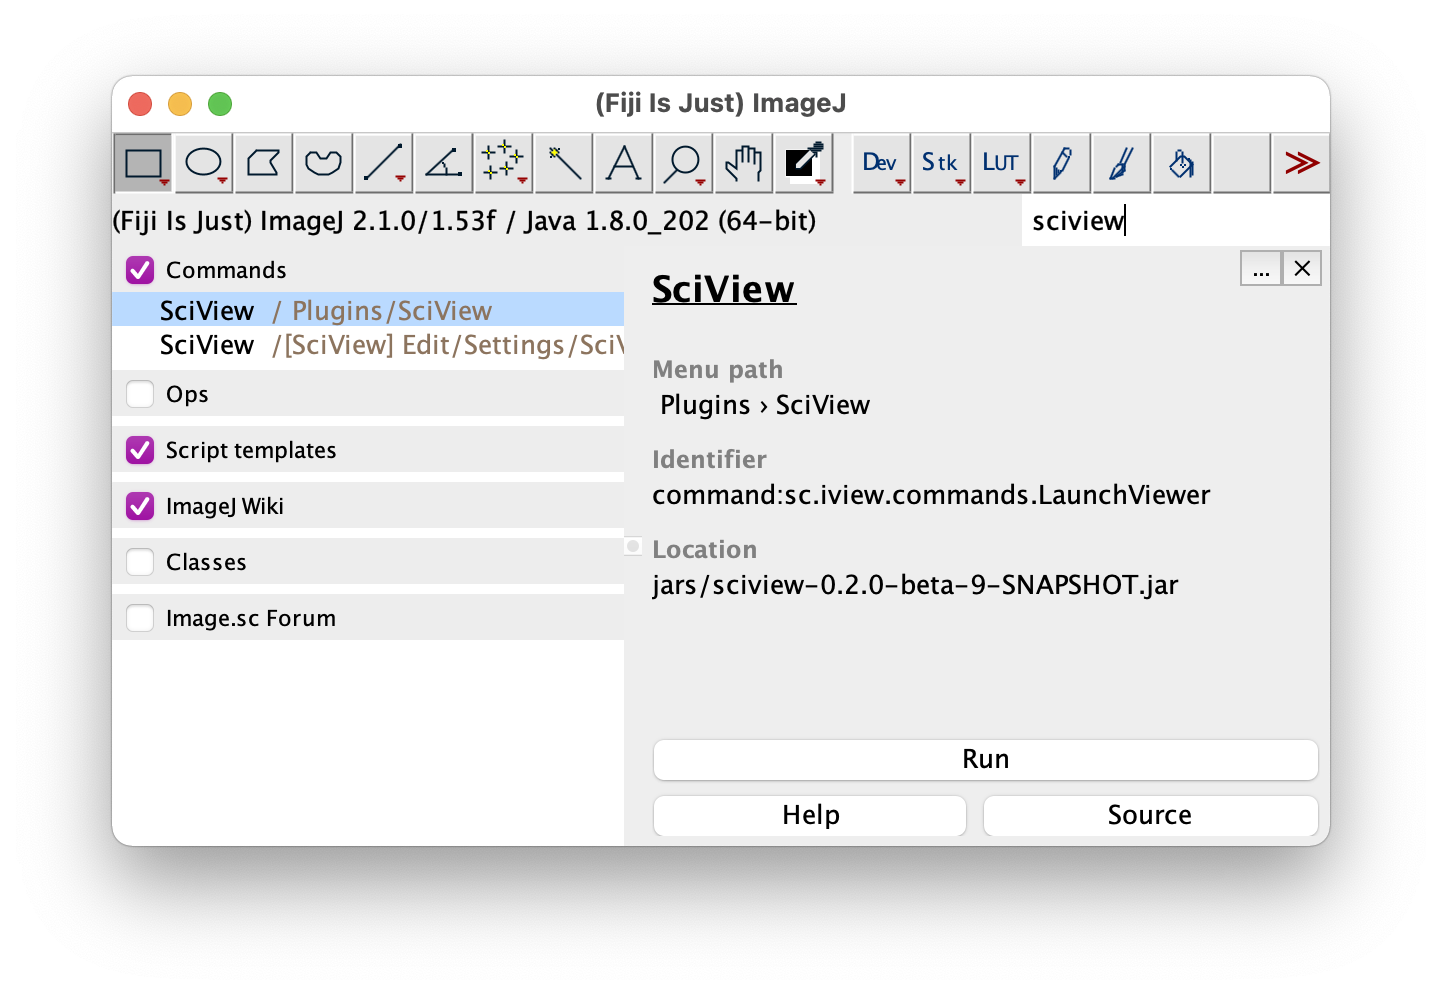 (Fiji Is Just) ImageJ
A Dev Stk LUT >>
(Fiji Is Just) ImageJ 2.1.0/1.53f / Java 1.8.0_202 (64-bit)
sciview
Commands
SciView / Plugins/SciView
SciView /[SciView] Edit/Settings/Sci
Ops
Script templates
ImageJ Wiki
Classes
Image.sc Forum
... ×
SciView
Menu path
Plugins › SciView
Identifier
command:sc.iview.commands.LaunchViewer
Location
jars/sciview-0.2.0-beta-9-SNAPSHOT.jar
Run
Help
Source